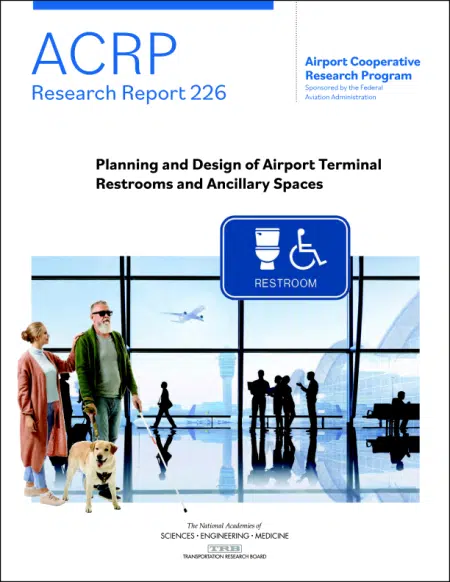 ACRP
Research Report 226
Airport Cooperative
Research Program
Sponsored by the Federal
Aviation Administration
Planning and Design of Airport Terminal
Restrooms and Ancillary Spaces
RESTROOM
The National Academies of
SCIENCES • ENGINEERING • MEDICINE
TRB
TRANSPORTATION RESEARCH BOARD